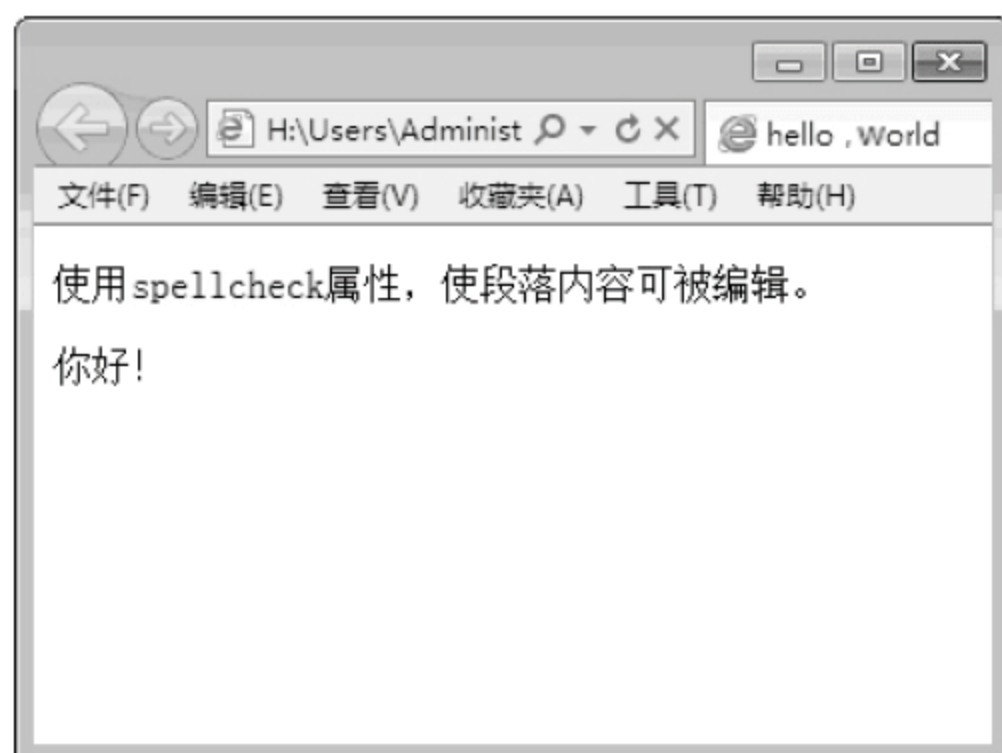 H:\Users\Administ
hello , World
文件(F) 编辑(E) 查看(V) 收藏夹(A) 工具(T) 帮助(H)
使用spellcheck属性，使段落内容可被编辑。
你好！